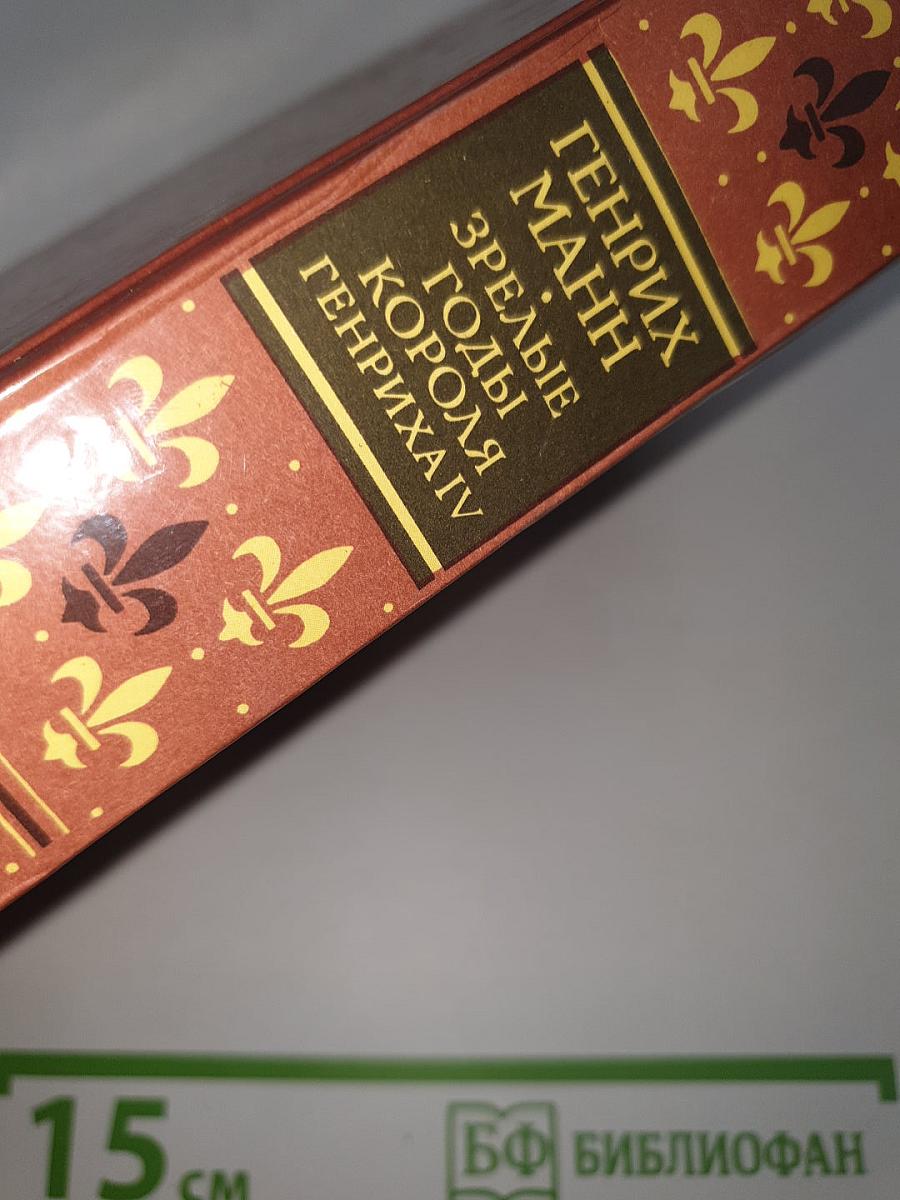 ГЕНРИХ
МАНН
ЗРЕЛЫЕ
ГОДЫ
КОРОЛЯ
ГЕНРИХА IV
15 см
БФ БИБЛИОФАН